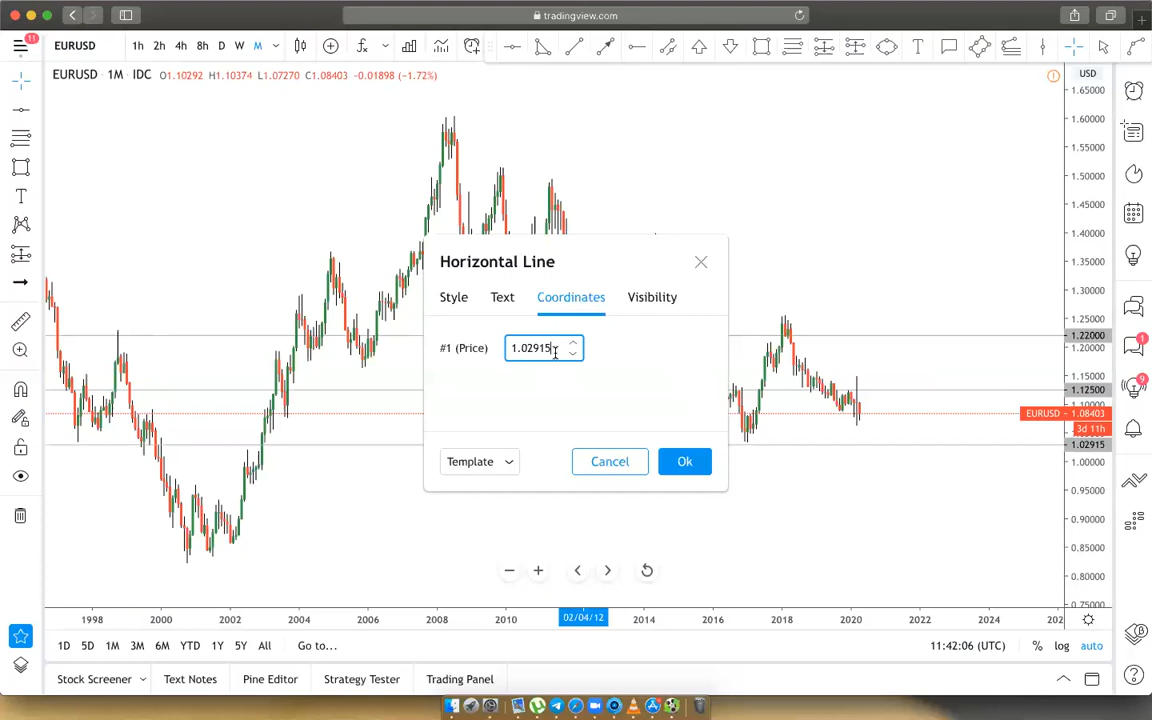 tradingview.com
11
EURUSD
1h 2h 4h 8h D W M
EURUSD · 1M · IDC O1.10292 H1.10374 L1.07270 C1.08403 -0.01898 (-1.72%)
USD
1.65000
1.60000
1.55000
1.50000
1.45000
1.40000
1.35000
1.30000
1.25000
1.22000
1.20000
1.15000
1.12500
1.10000
EURUSD 1.08403
3d 11h
1.02915
1.00000
0.95000
0.90000
0.85000
0.80000
0.75000
Horizontal Line
Style Text Coordinates Visibility
#1 (Price) 1.02915
Template Cancel Ok
1
9
1998 2000 2002 2004 2006 2008 2010 02/04/12 2014 2016 2018 2020 2022 2024 202
1D 5D 1M 3M 6M YTD 1Y 5Y All Go to... 11:42:06 (UTC) % log auto
Stock Screener Text Notes Pine Editor Strategy Tester Trading Panel